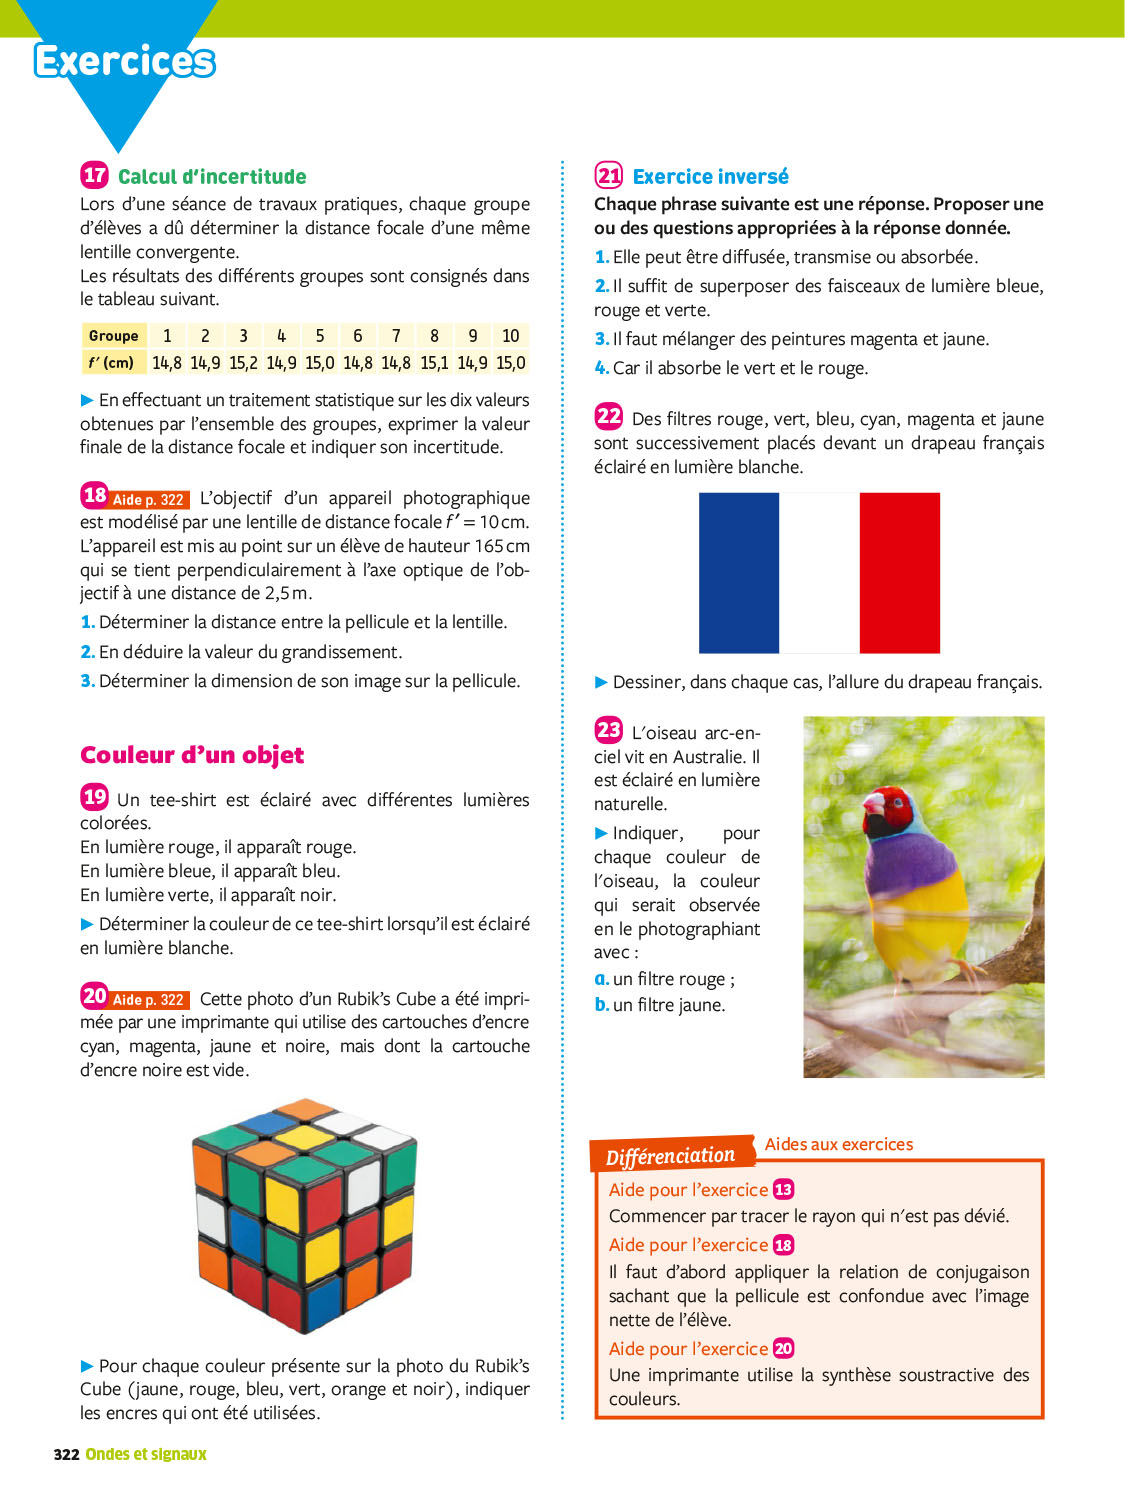 Exercices
17 Calcul d'incertitude
Lors d'une séance de travaux pratiques, chaque groupe
d'élèves a dû déterminer la distance focale d'une même
lentille convergente.
Les résultats des différents groupes sont consignés dans
le tableau suivant.
Groupe 1 2 3 4 5 6 7 8 9 10
f' (cm) 14,8 14,9 15,2 14,9 15,0 14,8 14,8 15,1 14,9 15,0
▶ En effectuant un traitement statistique sur les dix valeurs
obtenues par l'ensemble des groupes, exprimer la valeur
finale de la distance focale et indiquer son incertitude.
18 Aide p. 322 L'objectif d'un appareil photographique
est modélisé par une lentille de distance focale f' = 10 cm.
L'appareil est mis au point sur un élève de hauteur 165 cm
qui se tient perpendiculairement à l'axe optique de l'ob-
jectif à une distance de 2,5 m.
1. Déterminer la distance entre la pellicule et la lentille.
2. En déduire la valeur du grandissement.
3. Déterminer la dimension de son image sur la pellicule.
Couleur d'un objet
19 Un tee-shirt est éclairé avec différentes lumières
colorées.
En lumière rouge, il apparaît rouge.
En lumière bleue, il apparaît bleu.
En lumière verte, il apparaît noir.
▶ Déterminer la couleur de ce tee-shirt lorsqu'il est éclairé
en lumière blanche.
20 Aide p. 322 Cette photo d'un Rubik's Cube a été impri-
mée par une imprimante qui utilise des cartouches d'encre
cyan, magenta, jaune et noire, mais dont la cartouche
d'encre noire est vide.
▶ Pour chaque couleur présente sur la photo du Rubik's
Cube (jaune, rouge, bleu, vert, orange et noir), indiquer
les encres qui ont été utilisées.
21 Exercice inversé
Chaque phrase suivante est une réponse. Proposer une
ou des questions appropriées à la réponse donnée.
1. Elle peut être diffusée, transmise ou absorbée.
2. Il suffit de superposer des faisceaux de lumière bleue,
rouge et verte.
3. Il faut mélanger des peintures magenta et jaune.
4. Car il absorbe le vert et le rouge.
22 Des filtres rouge, vert, bleu, cyan, magenta et jaune
sont successivement placés devant un drapeau français
éclairé en lumière blanche.
▶ Dessiner, dans chaque cas, l'allure du drapeau français.
23 L'oiseau arc-en-
ciel vit en Australie. Il
est éclairé en lumière
naturelle.
▶ Indiquer, pour
chaque couleur de
l'oiseau, la couleur
qui serait observée
en le photographiant
avec :
a. un filtre rouge ;
b. un filtre jaune.
Différenciation Aides aux exercices
Aide pour l'exercice 13
Commencer par tracer le rayon qui n'est pas dévié.
Aide pour l'exercice 18
Il faut d'abord appliquer la relation de conjugaison
sachant que la pellicule est confondue avec l'image
nette de l'élève.
Aide pour l'exercice 20
Une imprimante utilise la synthèse soustractive des
couleurs.
322 Ondes et signaux